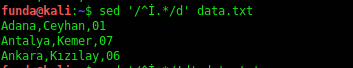 funda@kali:~$ sed '/^İ.*/d' data.txt
Adana,Ceyhan,01
Antalya,Kemer,07
Ankara,Kızılay,06